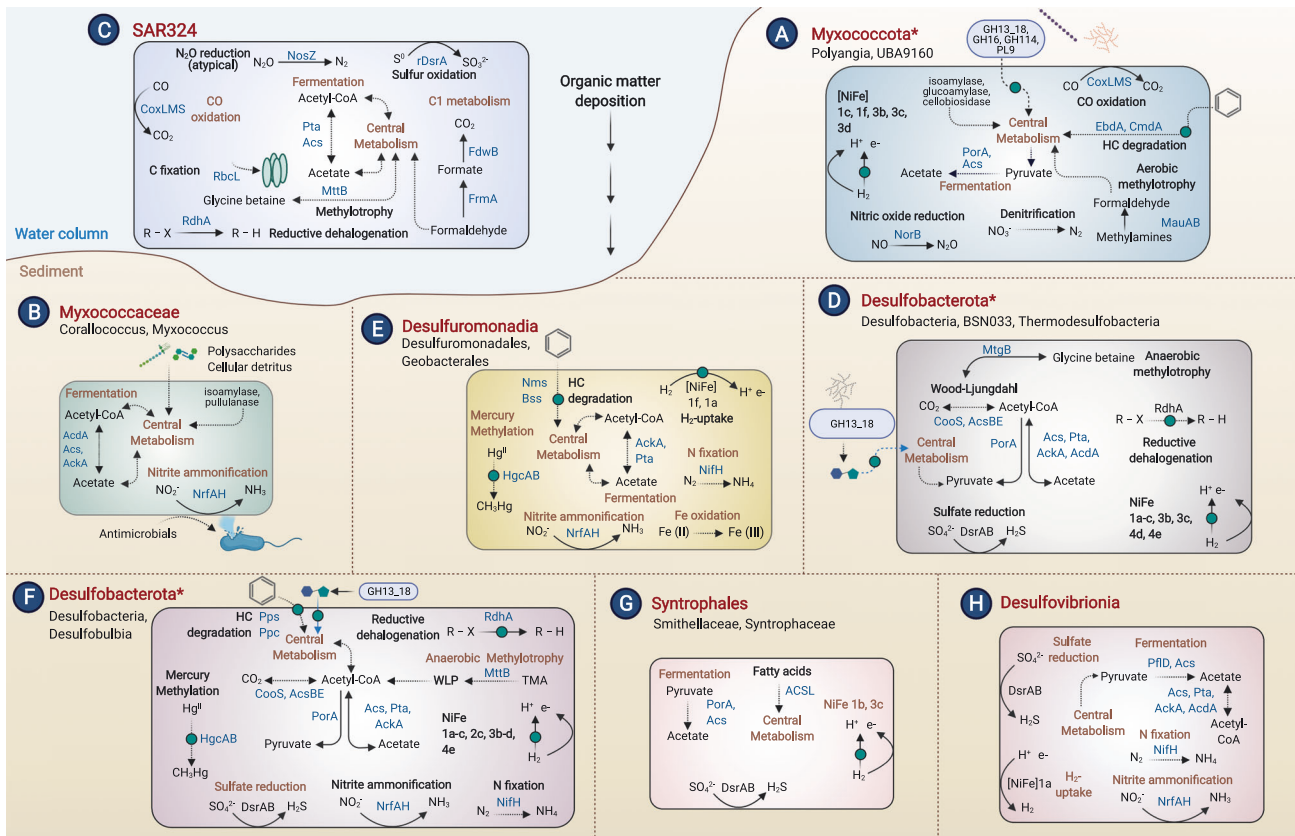 C SAR324
N₂O reduction
(atypical)
N₂O
NosZ
N₂
S⁰
rDsrA
SO₃²⁻
Sulfur oxidation
CO
CoxLMS
CO
oxidation
CO₂
Fermentation
Acetyl-CoA
Pta
Acs
Central
Metabolism
Acetate
C1 metabolism
CO₂
FdwB
Formate
FrmA
Formaldehyde
C fixation
RbcL
Glycine betaine
MttB
Methylotrophy
R – X
RdhA
R – H
Reductive dehalogenation
Water column
Sediment
Organic matter
deposition
A Myxococcota*
Polyangia, UBA9160
GH13_18,
GH16, GH114,
PL9
isoamylase,
glucoamylase,
cellobiosidase
CO
CoxLMS
CO₂
CO oxidation
[NiFe]
1c, 1f, 3b, 3c,
3d
H⁺ e-
H₂
Central
Metabolism
EbdA, CmdA
HC degradation
PorA,
Acs
Acetate
Pyruvate
Fermentation
Aerobic
methylotrophy
Formaldehyde
MauAB
Methylamines
Nitric oxide reduction
NorB
NO
N₂O
Denitrification
NO₃⁻
N₂
B Myxococcaceae
Corallococcus, Myxococcus
Polysaccharides
Cellular detritus
Fermentation
Acetyl-CoA
isoamylase,
pullulanase
Central
Metabolism
AcdA
Acs,
AckA
Acetate
Nitrite ammonification
NO₂⁻
NrfAH
NH₃
Antimicrobials
E Desulfuromonadia
Desulfuromonadales,
Geobacterales
Nms
Bss
HC
degradation
H₂
[NiFe]
1f, 1a
H⁺ e-
H₂-uptake
Mercury
Methylation
Hgᴵᴵ
HgcAB
CH₃Hg
Acetyl-CoA
Central
Metabolism
AckA,
Pta
Acetate
Fermentation
N fixation
NifH
N₂
NH₄
Nitrite ammonification
NO₂⁻
NrfAH
NH₃
Fe oxidation
Fe (II)
Fe (III)
D Desulfobacterota*
Desulfobacteria, BSN033, Thermodesulfobacteria
MtgB
Glycine betaine
Anaerobic
methylotrophy
Wood-Ljungdahl
CO₂
Acetyl-CoA
CooS, AcsBE
GH13_18
R – X
RdhA
R – H
Reductive
dehalogenation
Central
Metabolism
PorA
Acs, Pta,
AckA, AcdA
Pyruvate
Acetate
Sulfate reduction
SO₄²⁻
DsrAB
H₂S
NiFe
1a-c, 3b, 3c,
4d, 4e
H⁺ e-
H₂
F Desulfobacterota*
Desulfobacteria,
Desulfobulbia
GH13_18
HC
degradation
Pps
Ppc
Central
Metabolism
Reductive
dehalogenation
R – X
RdhA
R – H
Mercury
Methylation
Hgᴵᴵ
HgcAB
CH₃Hg
CO₂
Acetyl-CoA
CooS, AcsBE
Anaerobic
Methylotrophy
WLP
MttB
TMA
PorA
Acs, Pta,
AckA
Pyruvate
Acetate
NiFe
1a-c, 2c, 3b-d,
4e
H⁺ e-
H₂
Sulfate reduction
SO₄²⁻
DsrAB
H₂S
Nitrite ammonification
NO₂⁻
NrfAH
NH₃
N fixation
NifH
N₂
NH₄
G Syntrophales
Smithellaceae, Syntrophaceae
Fermentation
Pyruvate
PorA,
Acs
Acetate
Fatty acids
ACSL
Central
Metabolism
NiFe 1b, 3c
H⁺ e-
H₂
SO₄²⁻
DsrAB
H₂S
H Desulfovibrionia
Sulfate
reduction
SO₄²⁻
DsrAB
H₂S
Fermentation
PflD, Acs
Pyruvate
Acetate
Acs, Pta,
AckA, AcdA
Acetyl-
CoA
Central
Metabolism
N fixation
NifH
N₂
NH₄
H⁺ e-
[NiFe]1a
H₂-
uptake
H₂
Nitrite ammonification
NO₂⁻
NrfAH
NH₃